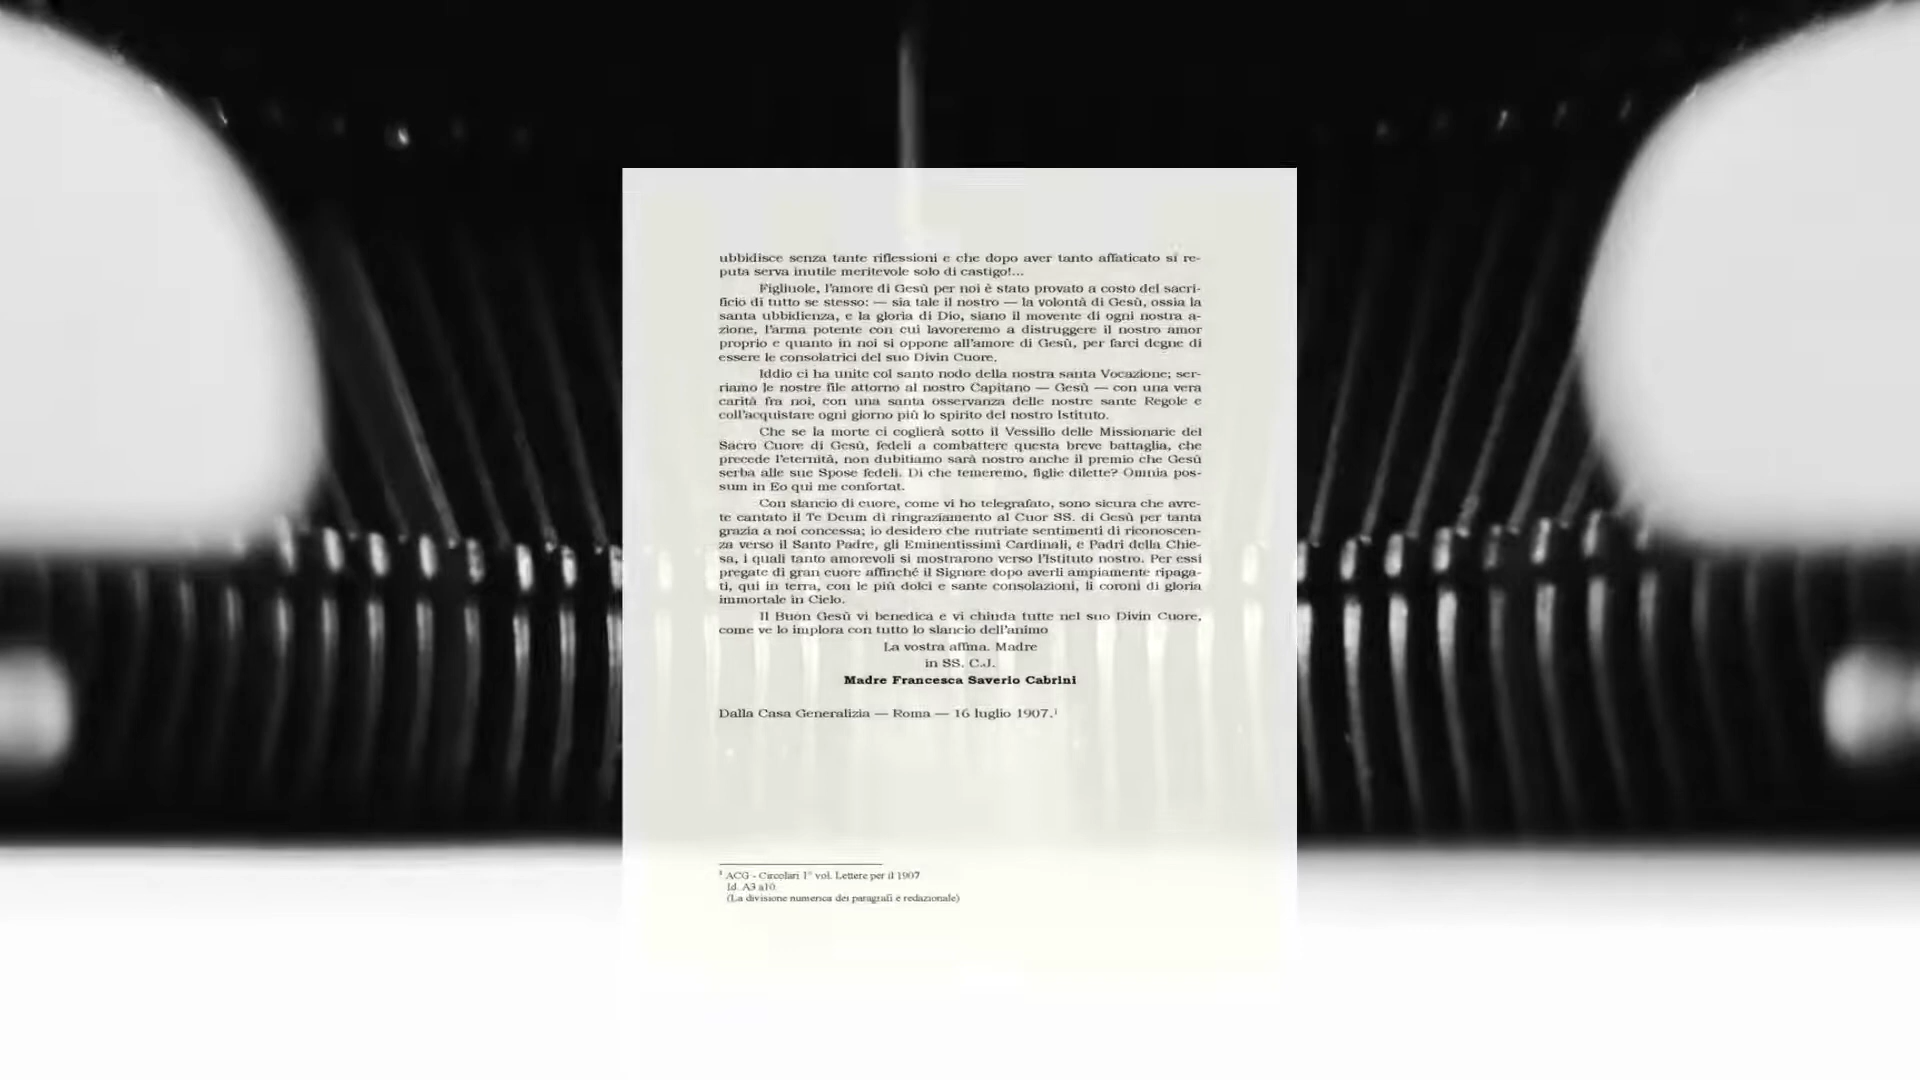 ubbidisce senza tante riflessioni e che dopo aver tanto affaticato si re-
puta serva inutile meritevole solo di castigo!...
Figliuole, l'amore di Gesù per noi è stato provato a costo del sacri-
ficio di tutto se stesso: — sia tale il nostro — la volontà di Gesù, ossia la
santa ubbidienza, e la gloria di Dio, siano il movente di ogni nostra a-
zione, l'arma potente con cui lavoreremo a distruggere il nostro amor
proprio e quanto in noi si oppone all'amore di Gesù, per farci degne di
essere le consolatrici del suo Divin Cuore.
Iddio ci ha unite col santo nodo della nostra santa Vocazione; ser-
riamo le nostre file attorno al nostro Capitano — Gesù — con una vera
carità fra noi, con una santa osservanza delle nostre sante Regole e
coll'acquistare ogni giorno più lo spirito del nostro Istituto.
Che se la morte ci coglierà sotto il Vessillo delle Missionarie del
Sacro Cuore di Gesù, fedeli a combattere questa breve battaglia, che
precede l'eternità, non dubitiamo sarà nostro anche il premio che Gesù
serba alle sue Spose fedeli. Di che temeremo, figlie dilette? Omnia pos-
sum in Eo qui me confortat.
Con slancio di cuore, come vi ho telegrafato, sono sicura che avre-
te cantato il Te Deum di ringraziamento al Cuor SS. di Gesù per tanta
grazia a noi concessa; io desidero che nutriate sentimenti di riconoscen-
za verso il Santo Padre, gli Eminentissimi Cardinali, e Padri della Chie-
sa, i quali tanto amorevoli si mostrarono verso l'Istituto nostro. Per essi
pregate di gran cuore affinché il Signore dopo averli ampiamente ripaga-
ti, qui in terra, con le più dolci e sante consolazioni, li coroni di gloria
immortale in Cielo.
Il Buon Gesù vi benedica e vi chiuda tutte nel suo Divin Cuore,
come ve lo implora con tutto lo slancio dell'animo
La vostra affma. Madre
in SS. C.J.
Madre Francesca Saverio Cabrini
Dalla Casa Generalizia — Roma — 16 luglio 1907.¹
¹ ACG - Circolari 1° vol. Lettere per il 1907
Id. A3 a10.
(La divisione numerica dei paragrafi è redazionale)